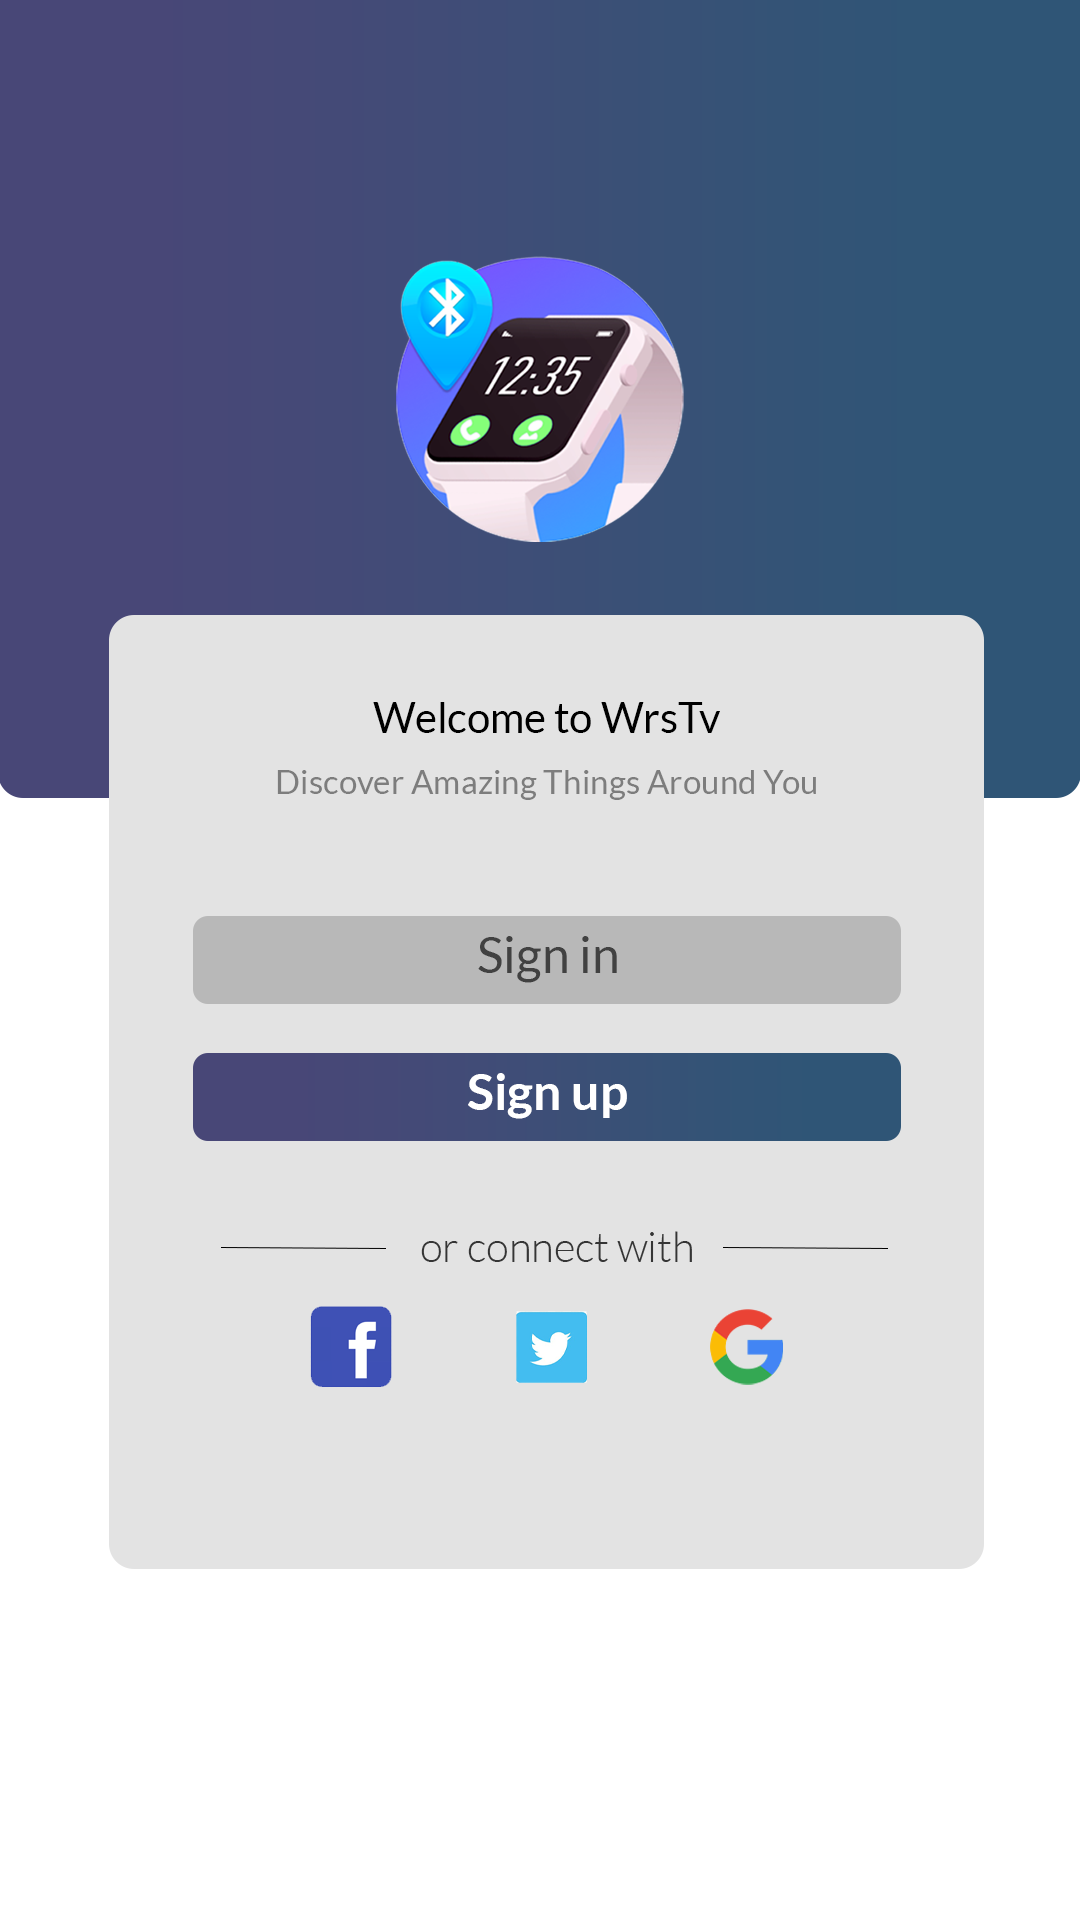 12:35
Welcome to WrsTv
Discover Amazing Things Around You
Sign in
Sign up
or connect with